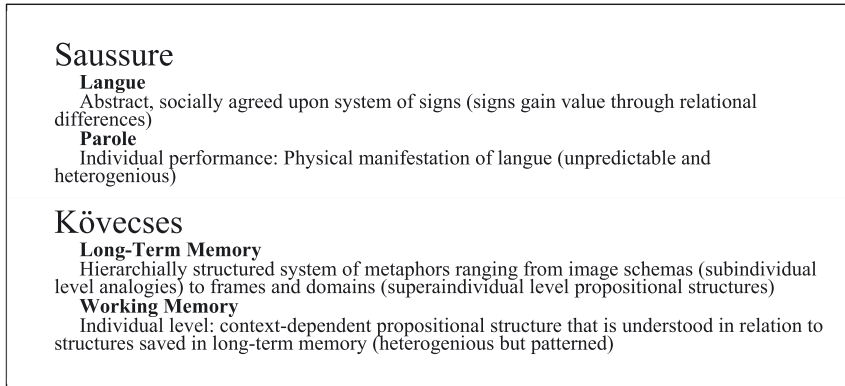 Saussure
Langue
Abstract, socially agreed upon system of signs (signs gain value through relational
differences)
Parole
Individual performance: Physical manifestation of langue (unpredictable and
heterogenious)
Kövecses
Long-Term Memory
Hierarchially structured system of metaphors ranging from image schemas (subindividual
level analogies) to frames and domains (superaindividual level propositional structures)
Working Memory
Individual level: context-dependent propositional structure that is understood in relation to
structures saved in long-term memory (heterogenious but patterned)